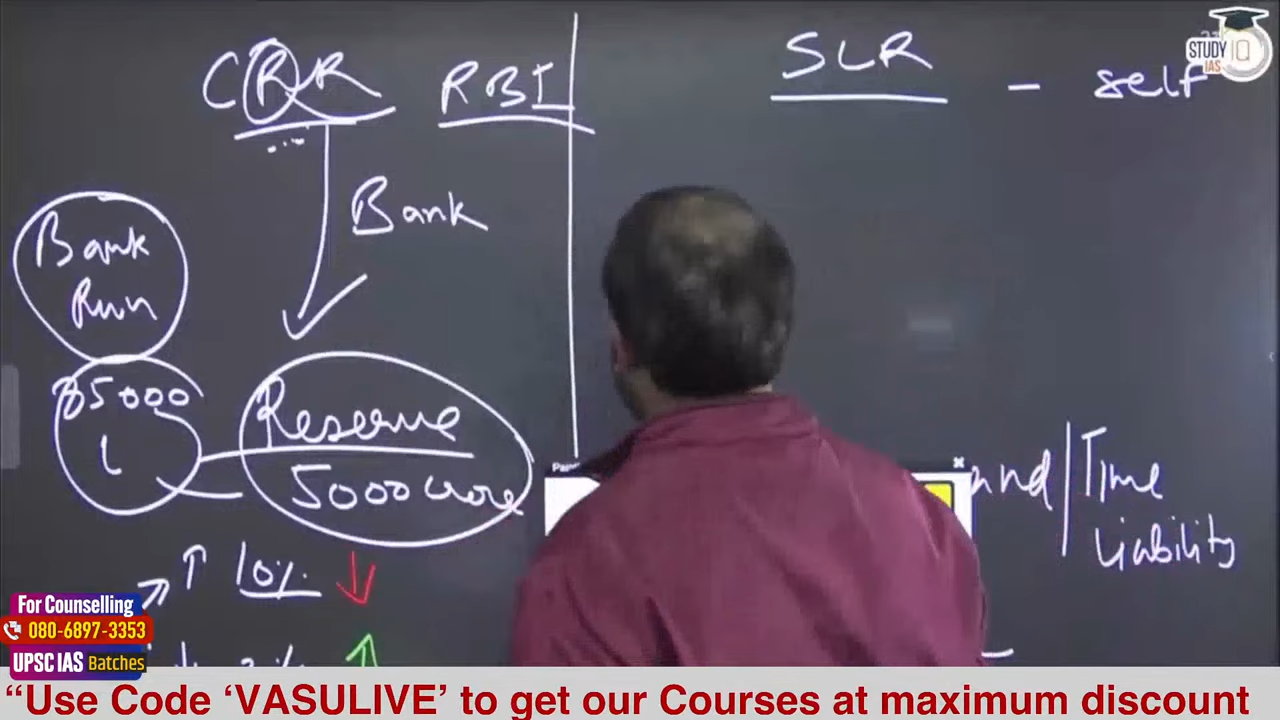 CRR RBI
SLR - self
STUDY IQ
IAS
Bank
Bank
Run
85000
L
Reserve
5000 crore
Time
Liability
↑ 10% ↓
For Counselling
080-6897-3353
UPSC IAS Batches
“Use Code ‘VASULIVE’ to get our Courses at maximum discount